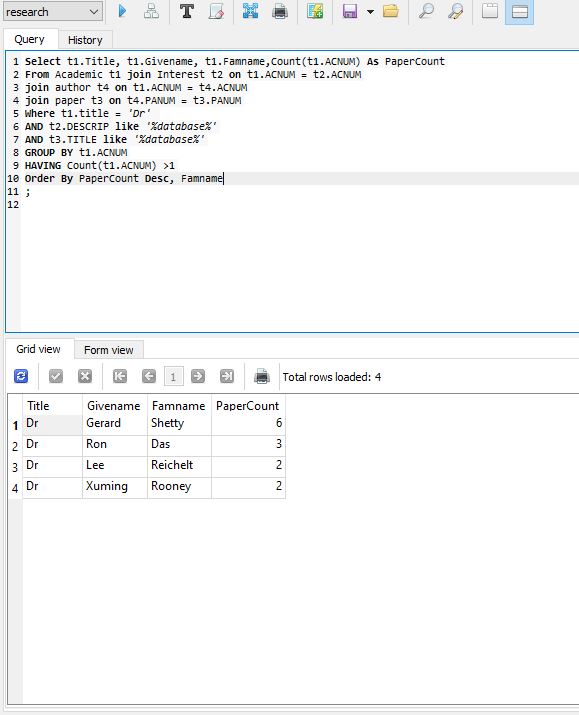 research
Query History
1 Select t1.Title, t1.Givename, t1.Famname,Count(t1.ACNUM) As PaperCount
2 From Academic t1 join Interest t2 on t1.ACNUM = t2.ACNUM
3 join author t4 on t1.ACNUM = t4.ACNUM
4 join paper t3 on t4.PANUM = t3.PANUM
5 Where t1.title = 'Dr'
6 AND t2.DESCRIP like '%database%'
7 AND t3.TITLE like '%database%'
8 GROUP BY t1.ACNUM
9 HAVING Count(t1.ACNUM) >1
10 Order By PaperCount Desc, Famname
11 ;
12
Grid view Form view
1 Total rows loaded: 4
Title Givename Famname PaperCount
1 Dr Gerard Shetty 6
2 Dr Ron Das 3
3 Dr Lee Reichelt 2
4 Dr Xuming Rooney 2